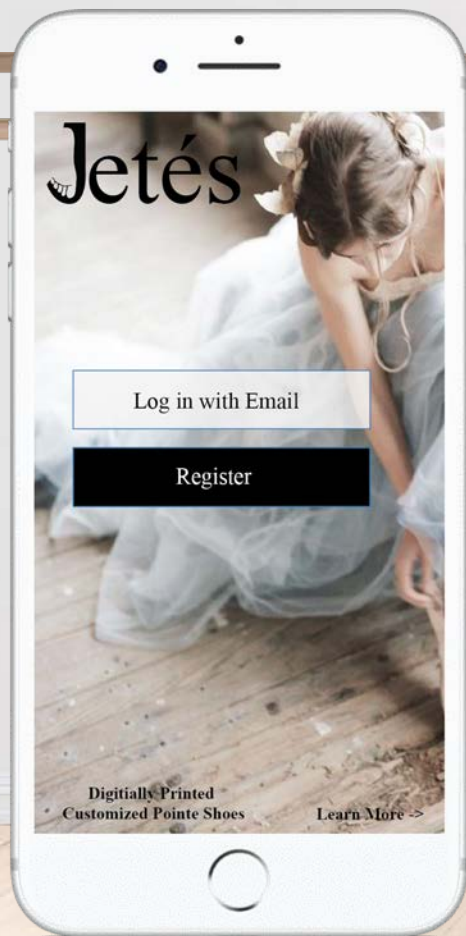 Jetés
Log in with Email
Register
Digitially Printed
Customized Pointe Shoes
Learn More ->